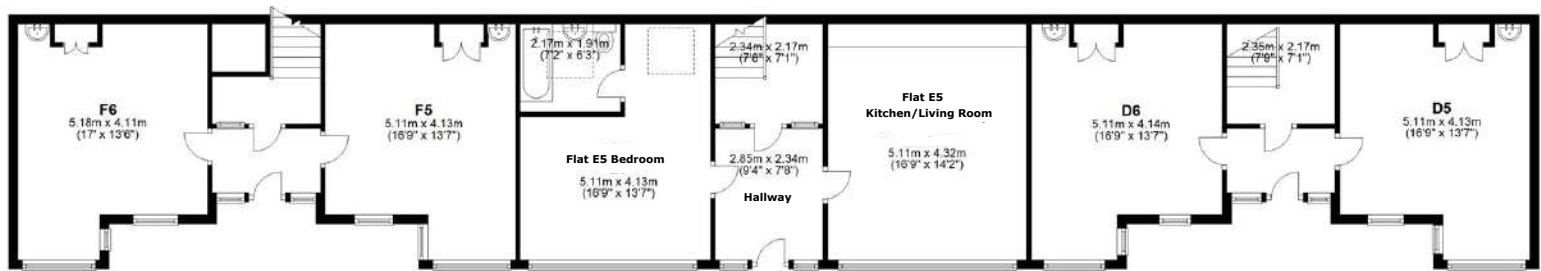 F6
5.18m x 4.11m
(17" x 13'6")
F5
5.11m x 4.13m
(16'9" x 13'7")
2.17m x 1.91m
(7'2" x 6'3")
Flat E5 Bedroom
5.11m x 4.13m
(16'9" x 13'7")
2.34m x 2.17m
(7'8" x 7'1")
2.85m x 2.34m
(9'4" x 7'8")
Hallway
Flat E5
Kitchen/Living Room
5.11m x 4.32m
(16'9" x 14'2")
D6
5.11m x 4.14m
(16'9" x 13'7")
2.35m x 2.17m
(7'9" x 7'1")
D5
5.11m x 4.13m
(16'9" x 13'7")